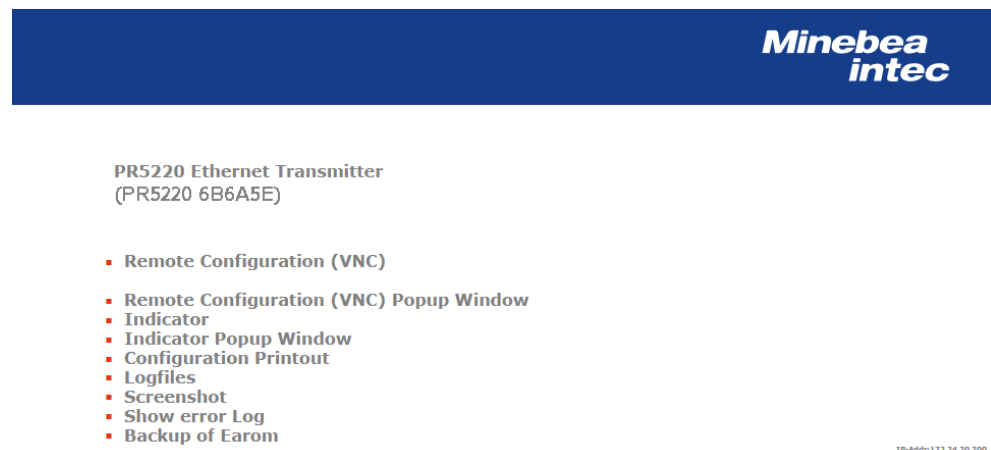 Minebea
intec
PR5220 Ethernet Transmitter
(PR5220 6B6A5E)
Remote Configuration (VNC)
Remote Configuration (VNC) Popup Window
Indicator
Indicator Popup Window
Configuration Printout
Logfiles
Screenshot
Show error Log
Backup of Earom